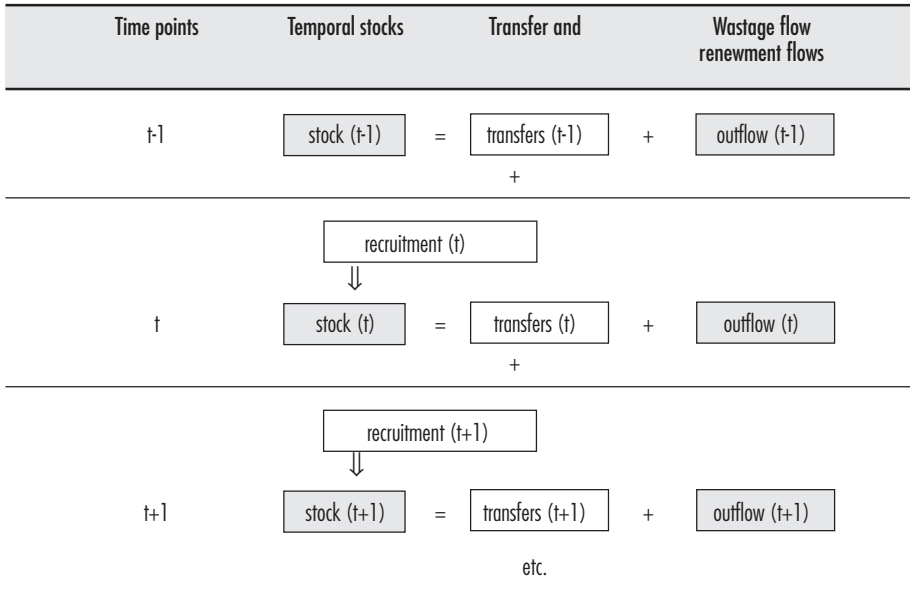 Time points Temporal stocks Transfer and Wastage flow
renewment flows
t-1 stock (t-1) = transfers (t-1) + outflow (t-1)
+
recruitment (t)
⇓
t stock (t) = transfers (t) + outflow (t)
+
recruitment (t+1)
⇓
t+1 stock (t+1) = transfers (t+1) + outflow (t+1)
etc.